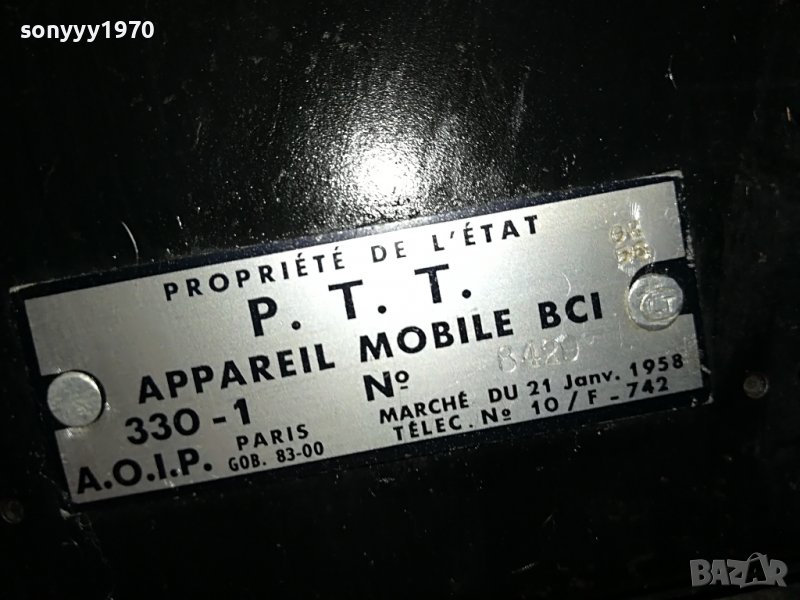 sonyyy1970
PROPRIÉTÉ DE L'ÉTAT
P. T. T.
APPAREIL MOBILE BCI
330-1 Nº
MARCHÉ DU 21 Janv. 1958
A.O.I.P. PARIS
GOB. 83-00
TÉLEC. Nº 10/F-742
BAZAR